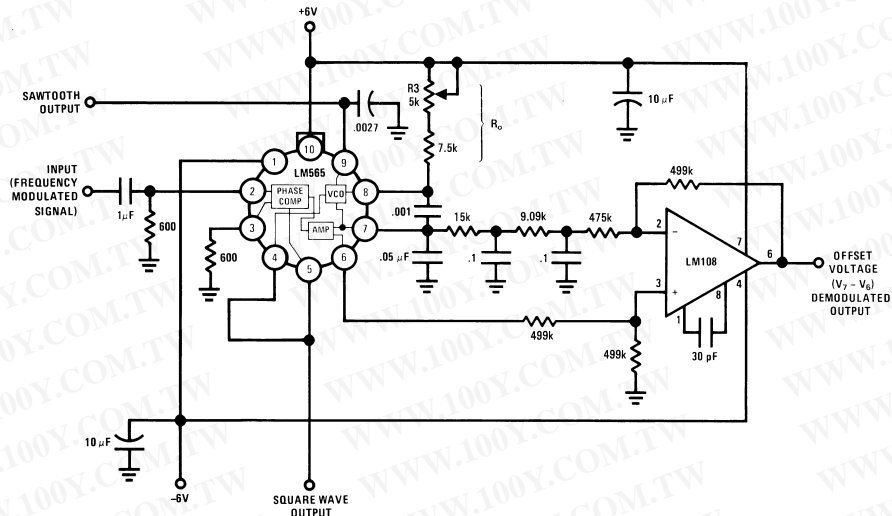 +6V
SAWTOOTH
OUTPUT
R3
5k
Ro
10 μF
.0027
7.5k
INPUT
(FREQUENCY
MODULATED
SIGNAL)
1μF
600
600
LM565
1
2
3
4
5
6
7
8
9
10
PHASE
COMP
VCO
AMP
.001
15k
9.09k
475k
499k
.05 μF
.1
.1
2
–
3
+
LM108
7
6
4
8
1
30 pF
499k
499k
OFFSET
VOLTAGE
(V7 – V6)
DEMODULATED
OUTPUT
10 μF
–6V
SQUARE WAVE
OUTPUT
WWW.100Y.COM.TW